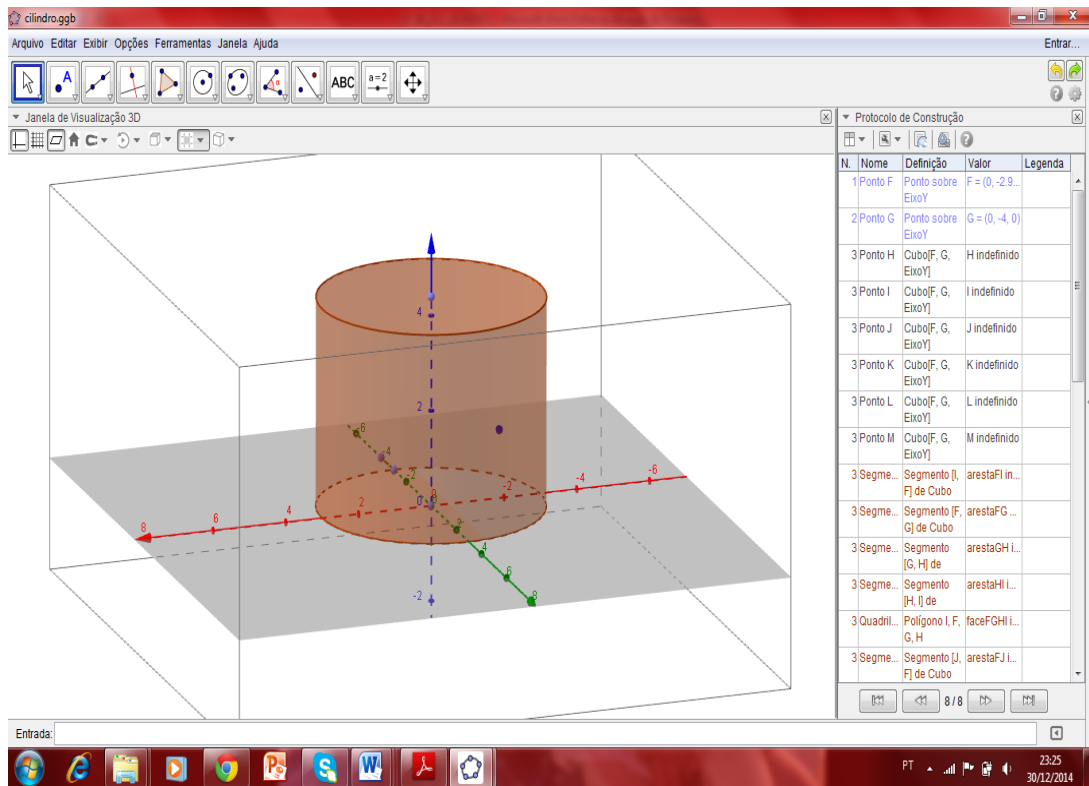 cilindro.ggb
Arquivo Editar Exibir Opções Ferramentas Janela Ajuda
Entrar...
A
α
ABC
a=2
Janela de Visualização 3D
Protocolo de Construção
N. Nome Definição Valor Legenda
1 Ponto F Ponto sobre F = (0, -2.9...
EixoY
2 Ponto G Ponto sobre G = (0, -4, 0)
EixoY
3 Ponto H Cubo[F, G, H indefinido
EixoY]
3 Ponto I Cubo[F, G, I indefinido
EixoY]
3 Ponto J Cubo[F, G, J indefinido
EixoY]
3 Ponto K Cubo[F, G, K indefinido
EixoY]
3 Ponto L Cubo[F, G, L indefinido
EixoY]
3 Ponto M Cubo[F, G, M indefinido
EixoY]
3 Segme... Segmento [I, arestaFI in...
F] de Cubo
3 Segme... Segmento [F, arestaFG ...
G] de Cubo
3 Segme... Segmento arestaGH i...
[G, H] de
3 Segme... Segmento arestaHI i...
[H, I] de
3 Quadril... Polígono I, F, faceFGHI i...
G, H
3 Segme... Segmento [J, arestaFJ i...
F] de Cubo
8 / 8
4
2
0
-2
8 6 4 2 -2 -4 -6
-6 -4 -2 4 6 8
Entrada:
PT
23:25
30/12/2014